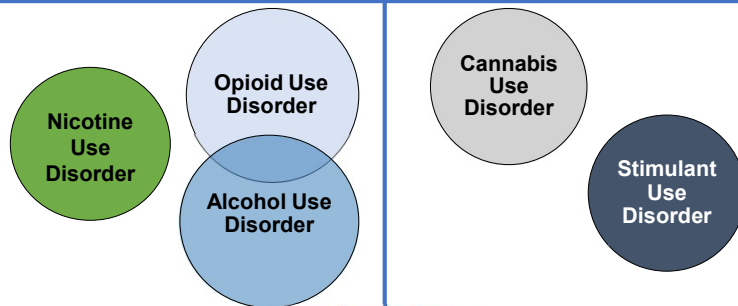 Nicotine
Use
Disorder
Opioid Use
Disorder
Alcohol Use
Disorder
Cannabis
Use
Disorder
Stimulant
Use
Disorder